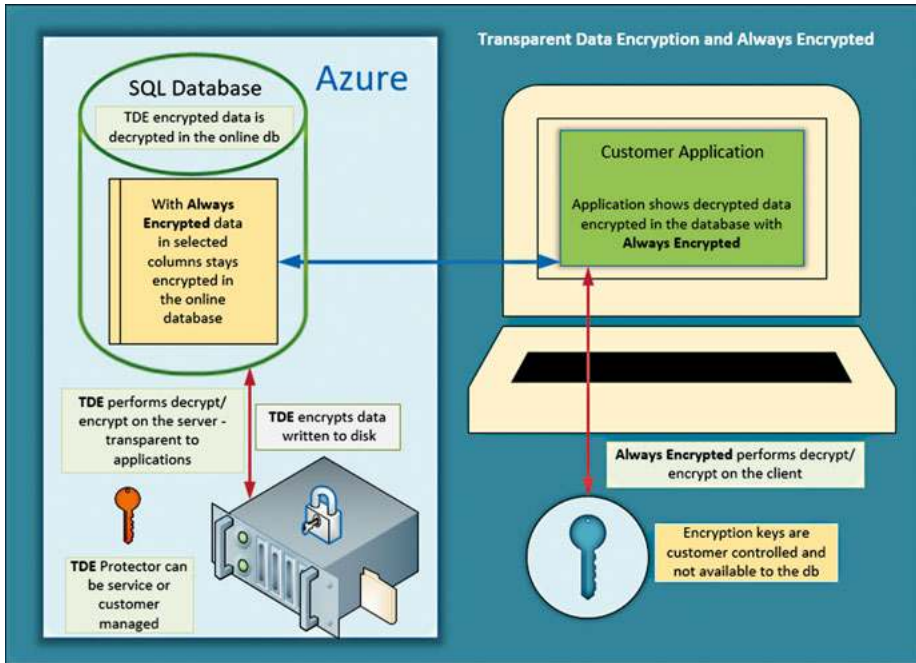 Transparent Data Encryption and Always Encrypted
Azure
SQL Database
TDE encrypted data is
decrypted in the online db
With Always
Encrypted data
in selected
columns stays
encrypted in
the online
database
Customer Application
Application shows decrypted data
encrypted in the database with
Always Encrypted
TDE performs decrypt/
encrypt on the server -
transparent to
applications
TDE encrypts data
written to disk
Always Encrypted performs decrypt/
encrypt on the client
TDE Protector can
be service or
customer
managed
Encryption keys are
customer controlled and
not available to the db